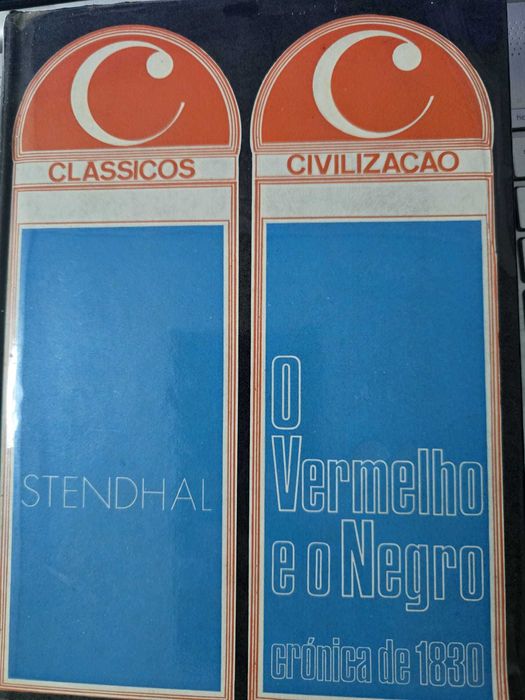 C
CLASSICOS
STENDHAL
C
CIVILIZACAO
O
Vermelho
e o Negro
crónica de 1830